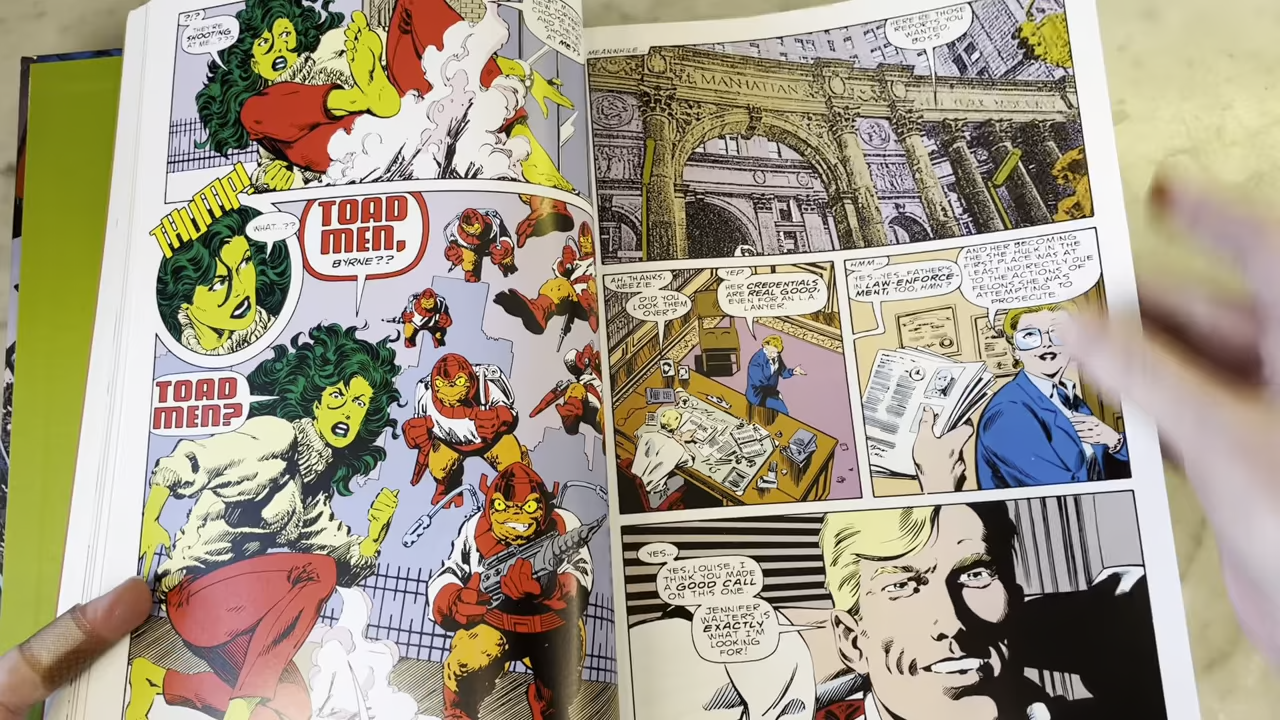 ?!?
THEY'RE
SHOOTING
AT ME...??
AT ME?
THUMP!
WHAT...??
TOAD
MEN,
BYRNE??
TOAD
MEN?
MEANWHILE...
HERE'RE THOSE
REPORTS YOU
WANTED,
BOSS.
MANHATTAN
AH, THANKS,
WEEZIE.
DID YOU
LOOK THEM
OVER?
YEP.
HER CREDENTIALS
ARE REAL GOOD,
EVEN FOR AN L.A.
LAWYER.
HMM...
YES...YES...FATHER'S
IN LAW-ENFORCE-
MENT, TOO, HMN?
AND HER BECOMING
THE SHE-HULK IN THE
FIRST PLACE WAS AT
LEAST INDIRECTLY DUE
TO THE ACTIONS OF
FELONS SHE WAS
ATTEMPTING TO
PROSECUTE.
YES...
YES, LOUISE, I
THINK YOU MADE
A GOOD CALL
ON THIS ONE.
JENNIFER
WALTERS IS
EXACTLY
WHAT I'M
LOOKING
FOR!